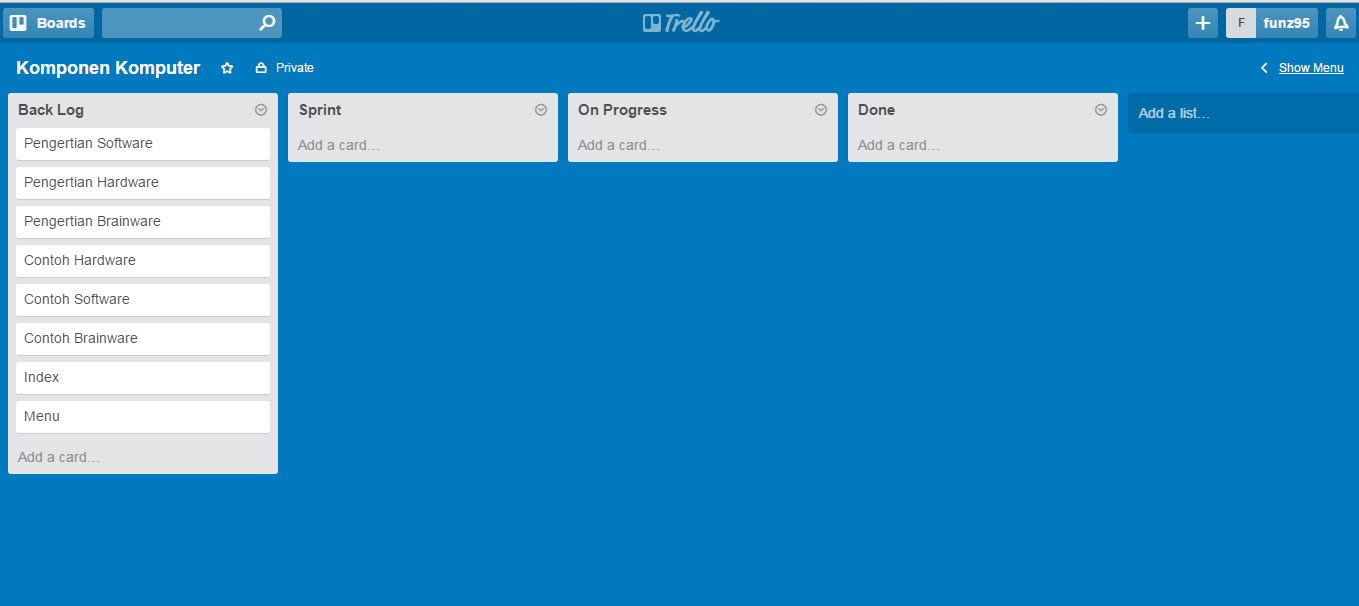 Boards
Trello
F funz95
Komponen Komputer Private
Show Menu
Back Log
Pengertian Software
Pengertian Hardware
Pengertian Brainware
Contoh Hardware
Contoh Software
Contoh Brainware
Index
Menu
Add a card...
Sprint
Add a card...
On Progress
Add a card...
Done
Add a card...
Add a list...